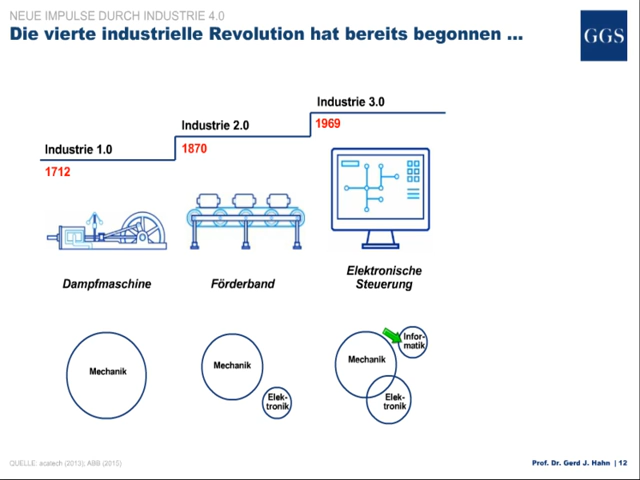 NEUE IMPULSE DURCH INDUSTRIE 4.0
Die vierte industrielle Revolution hat bereits begonnen ...
GGS
Industrie 1.0
1712
Industrie 2.0
1870
Industrie 3.0
1969
Dampfmaschine
Förderband
Elektronische
Steuerung
Mechanik
Mechanik
Elek-
tronik
Mechanik
Infor-
matik
Elek-
tronik
QUELLE: acatech (2013); ABB (2015)
Prof. Dr. Gerd J. Hahn | 12